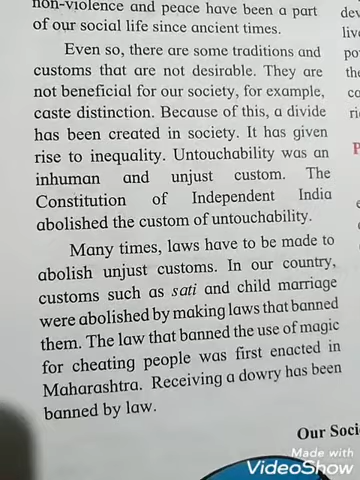 non-violence and peace have been a part
of our social life since ancient times.
Even so, there are some traditions and
customs that are not desirable. They are
not beneficial for our society, for example,
caste distinction. Because of this, a divide
has been created in society. It has given
rise to inequality. Untouchability was an
inhuman and unjust custom. The
Constitution of Independent India
abolished the custom of untouchability.
Many times, laws have to be made to
abolish unjust customs. In our country,
customs such as sati and child marriage
were abolished by making laws that banned
them. The law that banned the use of magic
for cheating people was first enacted in
Maharashtra. Receiving a dowry has been
banned by law.
Our
Made with
VideoShow